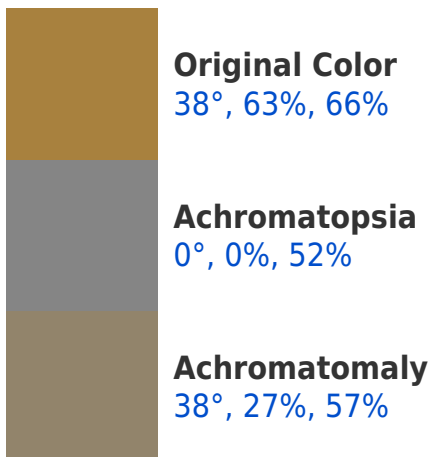 Original Color
38°, 63%, 66%
Achromatopsia
0°, 0%, 52%
Achromatomaly
38°, 27%, 57%